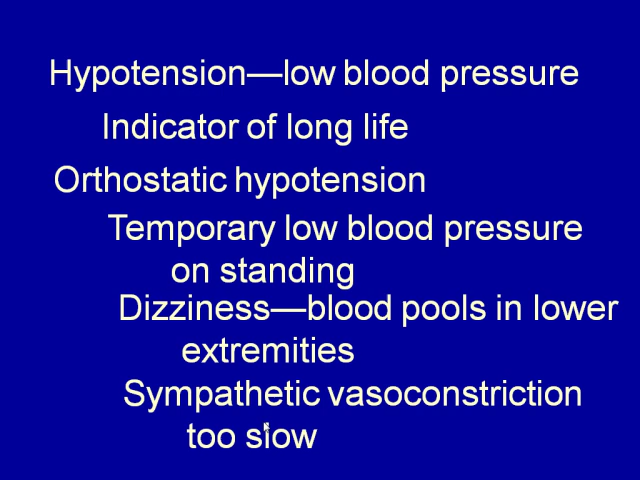 Hypotension—low blood pressure
Indicator of long life
Orthostatic hypotension
Temporary low blood pressure
on standing
Dizziness—blood pools in lower
extremities
Sympathetic vasoconstriction
too slow